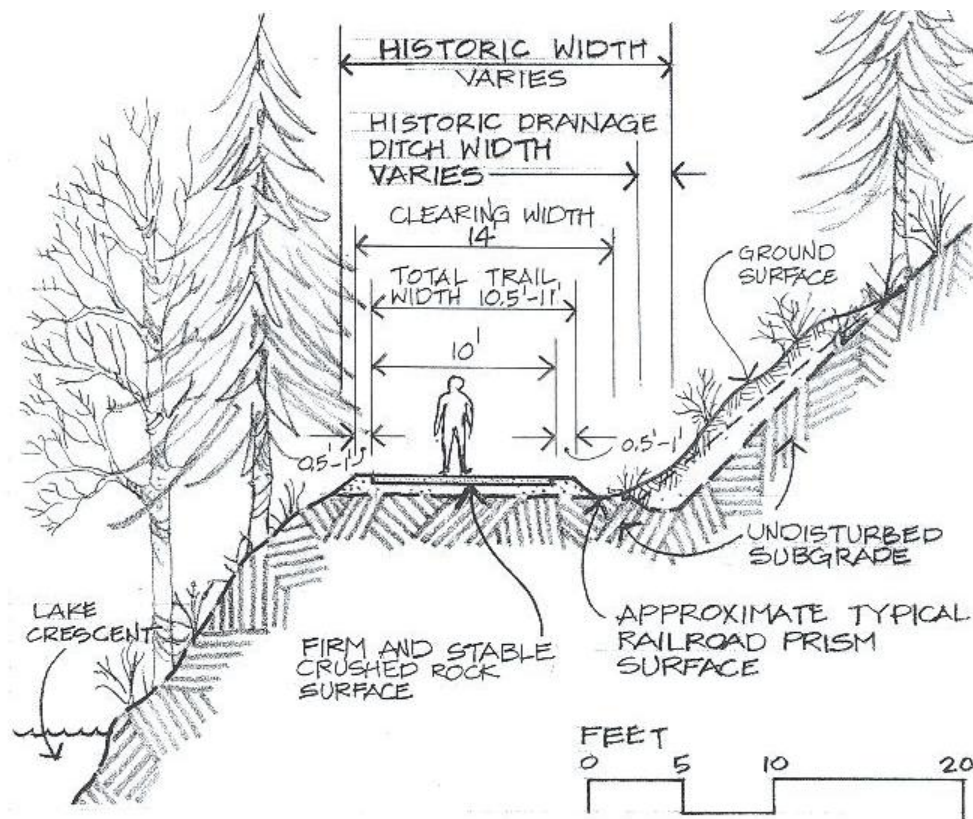 HISTORIC WIDTH
VARIES
HISTORIC DRAINAGE
DITCH WIDTH
VARIES
CLEARING WIDTH
14'
TOTAL TRAIL
WIDTH 10.5'-11'
10'
0.5'-1'
0.5'-1'
GROUND
SURFACE
UNDISTURBED
SUBGRADE
LAKE
CRESCENT
FIRM AND STABLE
CRUSHED ROCK
SURFACE
APPROXIMATE TYPICAL
RAILROAD PRISM
SURFACE
FEET
0 5 10 20